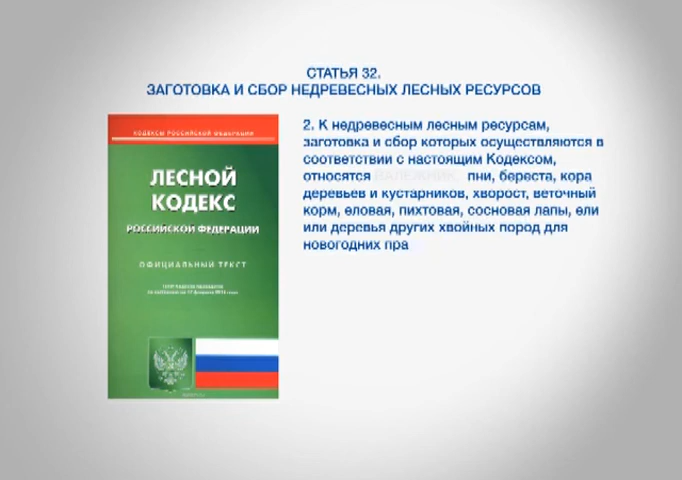 СТАТЬЯ 32.
ЗАГОТОВКА И СБОР НЕДРЕВЕСНЫХ ЛЕСНЫХ РЕСУРСОВ
КОДЕКСЫ РОССИЙСКОЙ ФЕДЕРАЦИИ
ЛЕСНОЙ
КОДЕКС
РОССИЙСКОЙ ФЕДЕРАЦИИ
ОФИЦИАЛЬНЫЙ ТЕКСТ
2. К недревесным лесным ресурсам,
заготовка и сбор которых осуществляются в
соответствии с настоящим Кодексом,
относятся ВАЛЕЖНИК, пни, береста, кора
деревьев и кустарников, хворост, веточный
корм, еловая, пихтовая, сосновая лапы, ели
или деревья других хвойных пород для
новогодних пра